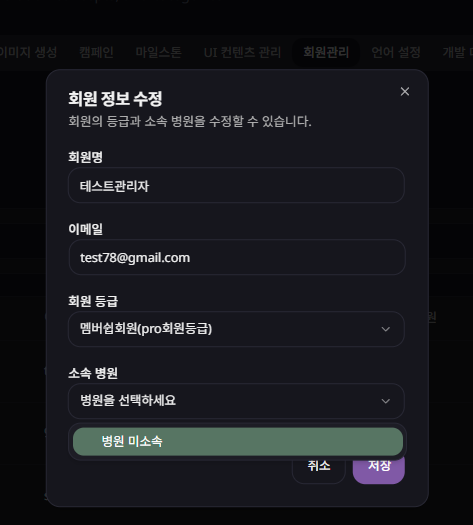 이미지 생성 캠페인 마일스톤 UI 컨텐츠 관리 회원관리 언어 설정 개발
회원 정보 수정
회원의 등급과 소속 병원을 수정할 수 있습니다.
회원명
테스트관리자
이메일
test78@gmail.com
회원 등급
멤버쉽회원(pro회원등급)
소속 병원
병원을 선택하세요
병원 미소속
취소 저장